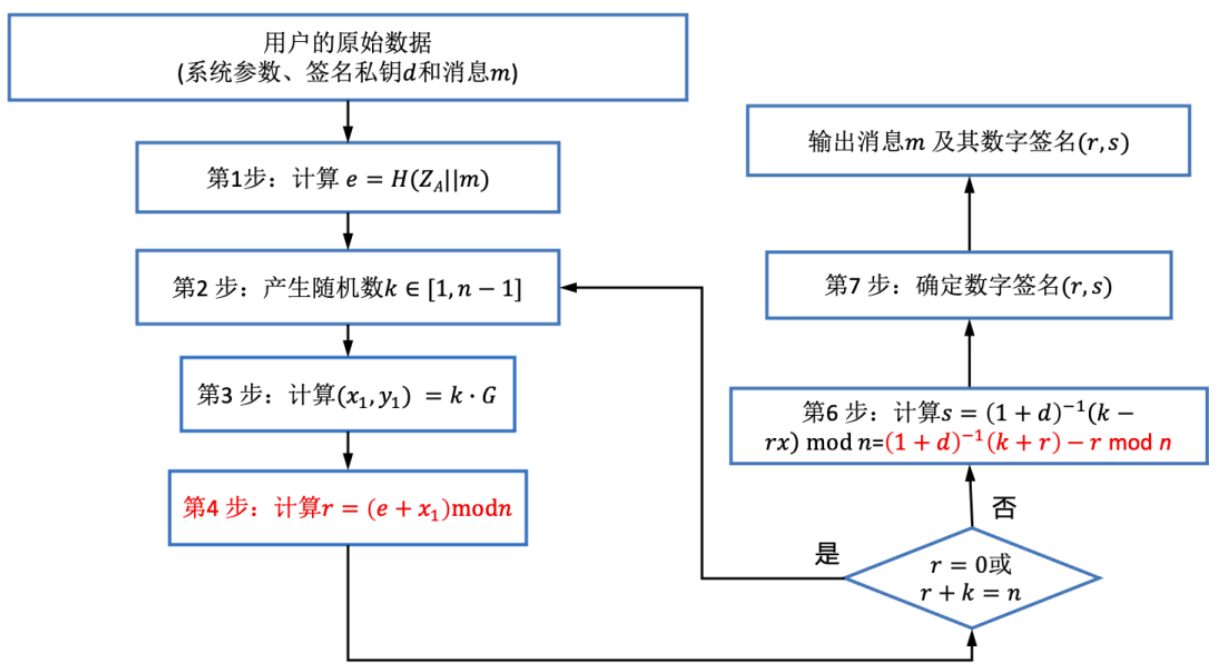 用户的原始数据
(系统参数、签名私钥d和消息m)
第1步：计算 e = H(Z_A||m)
第2 步：产生随机数k ∈ [1, n − 1]
第3 步：计算(x₁, y₁) = k · G
第4 步：计算r = (e + x₁)modn
r = 0或
r + k = n
是
否
第6 步：计算s = (1 + d)⁻¹(k −
rx) mod n=(1 + d)⁻¹(k + r) − r mod n
第7 步：确定数字签名(r, s)
输出消息m 及其数字签名(r, s)